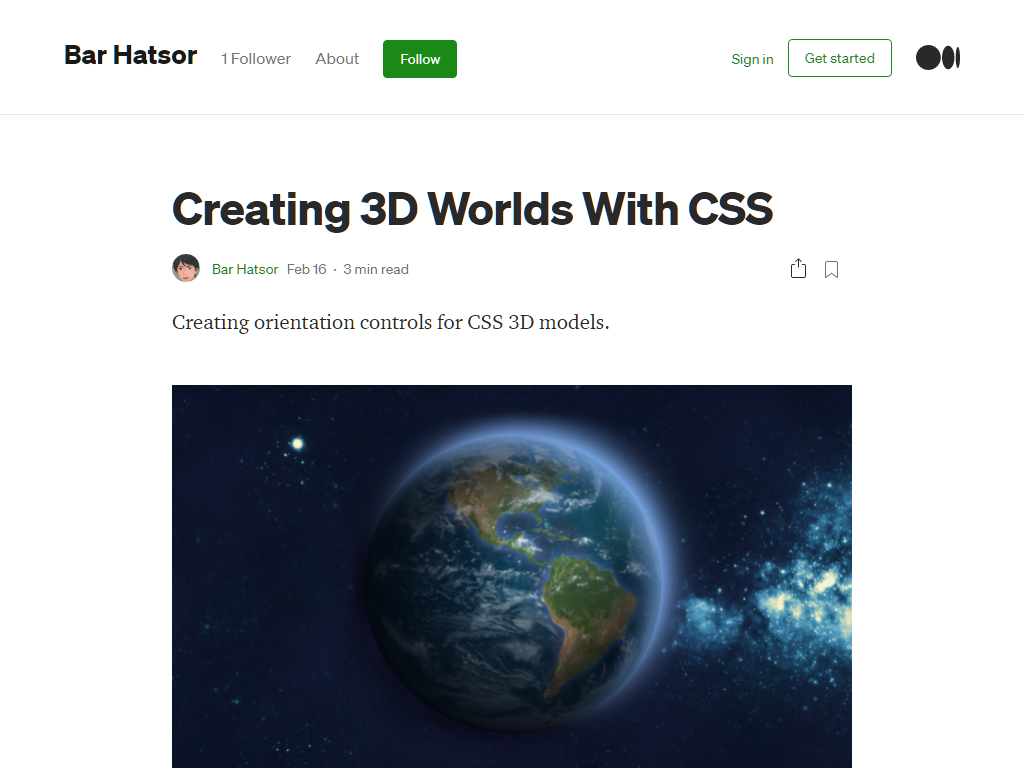 Bar Hatsor 1 Follower About Follow Sign in Get started
Creating 3D Worlds With CSS
Bar Hatsor Feb 16 · 3 min read
Creating orientation controls for CSS 3D models.